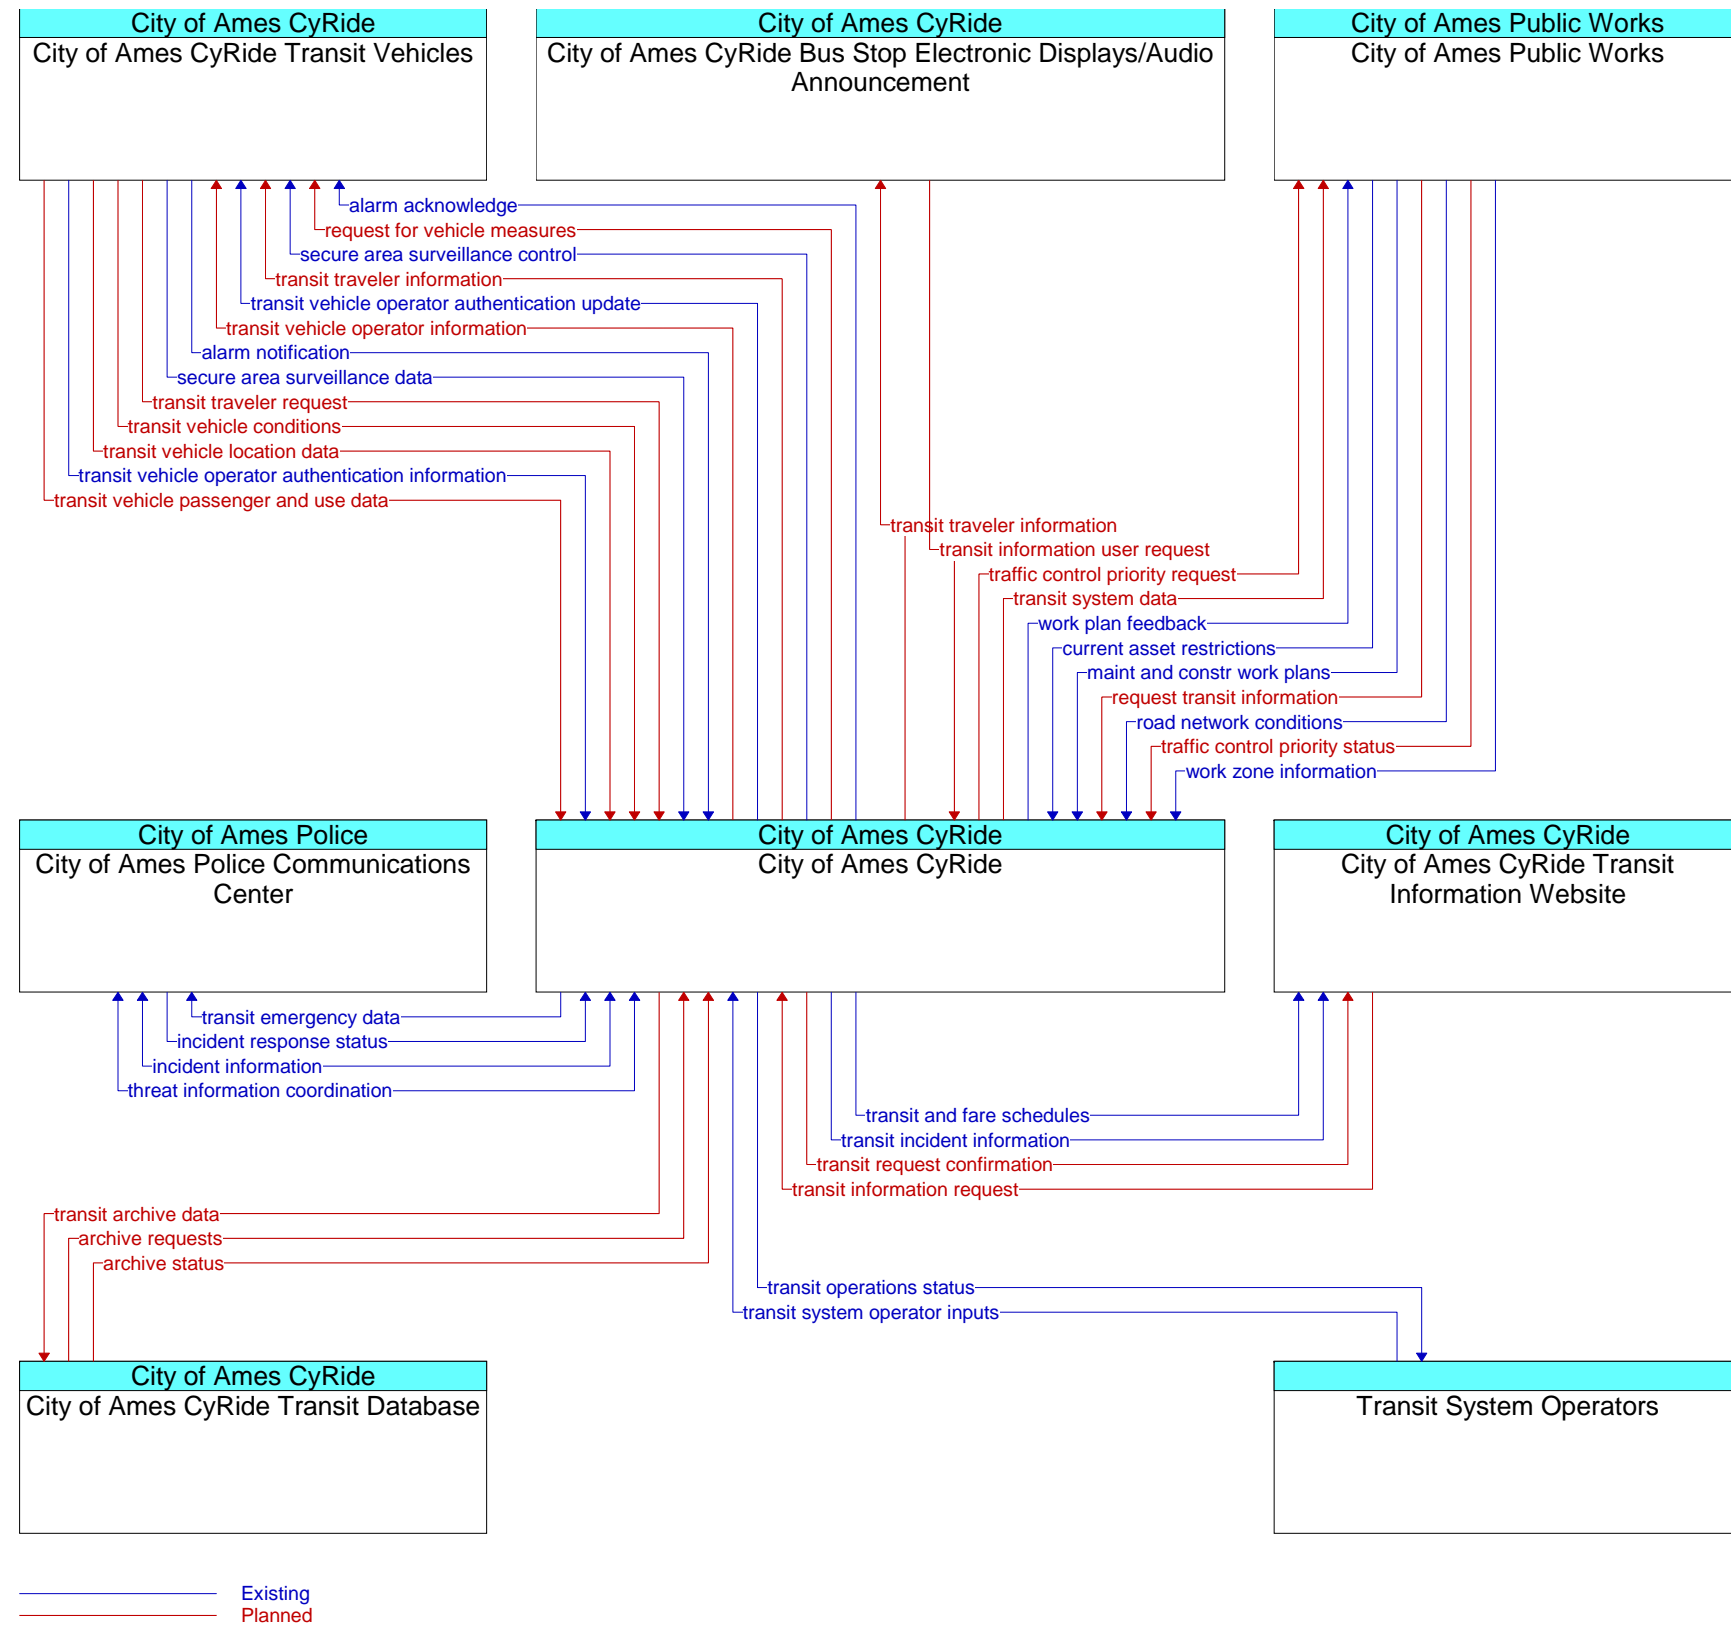 City of Ames CyRide
City of Ames CyRide Transit Vehicles
City of Ames CyRide
City of Ames CyRide Bus Stop Electronic Displays/Audio
Announcement
City of Ames Public Works
City of Ames Public Works
alarm acknowledge
request for vehicle measures
secure area surveillance control
transit traveler information
transit vehicle operator authentication update
transit vehicle operator information
alarm notification
secure area surveillance data
transit traveler request
transit vehicle conditions
transit vehicle location data
transit vehicle operator authentication information
transit vehicle passenger and use data
transit traveler information
transit information user request
traffic control priority request
transit system data
work plan feedback
current asset restrictions
maint and constr work plans
request transit information
road network conditions
traffic control priority status
work zone information
City of Ames Police
City of Ames Police Communications
Center
City of Ames CyRide
City of Ames CyRide
City of Ames CyRide
City of Ames CyRide Transit
Information Website
transit emergency data
incident response status
incident information
threat information coordination
transit and fare schedules
transit incident information
transit request confirmation
transit information request
transit archive data
archive requests
archive status
transit operations status
transit system operator inputs
City of Ames CyRide
City of Ames CyRide Transit Database
Transit System Operators
Existing
Planned